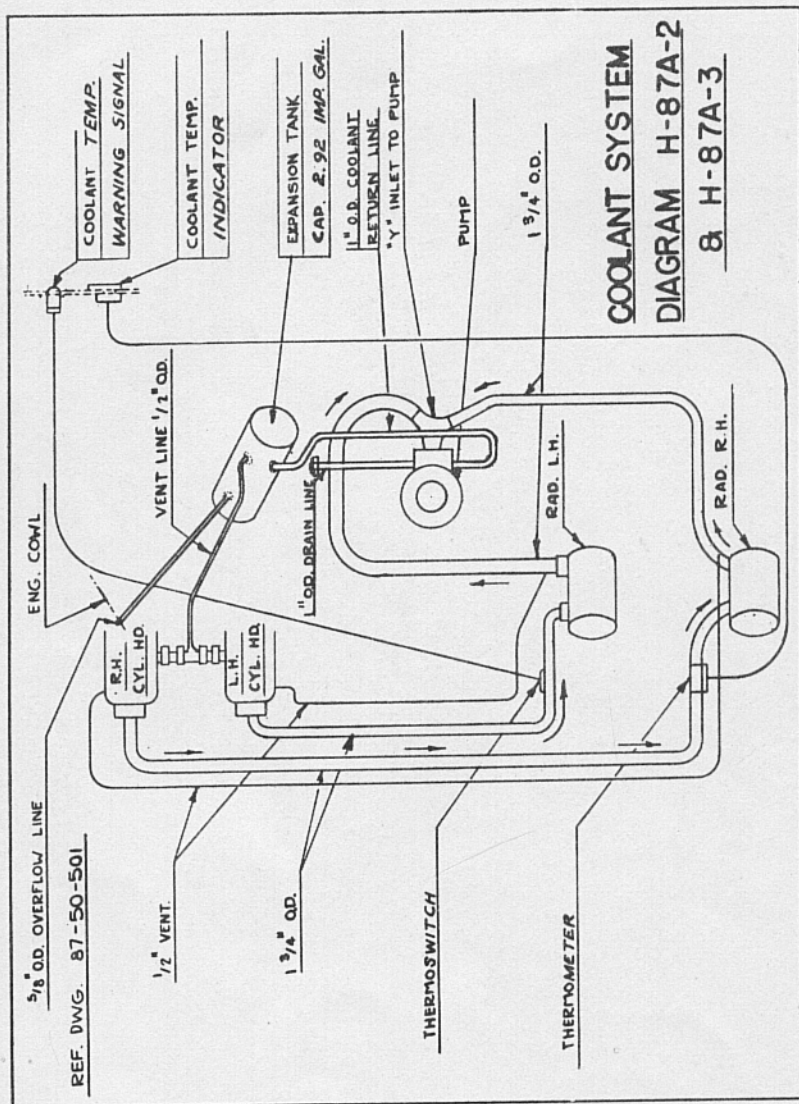 5/8" O.D. OVERFLOW LINE
REF. DWG. 87-50-501
ENG. COWL
VENT LINE 1/2" O.D.
COOLANT TEMP.
WARNING SIGNAL
COOLANT TEMP.
INDICATOR
EXPANSION TANK
CAP. 2.92 IMP. GAL.
1" O.D. COOLANT
RETURN LINE
"Y" INLET TO PUMP
PUMP
1 3/4" O.D.
R.H.
CYL. HD.
L.H.
CYL. HD.
1" O.D. DRAIN LINE
RAD. L.H.
RAD. R.H.
1/2" VENT.
1 3/4" O.D.
THERMOSWITCH
THERMOMETER
COOLANT SYSTEM
DIAGRAM H-87A-2
& H-87A-3